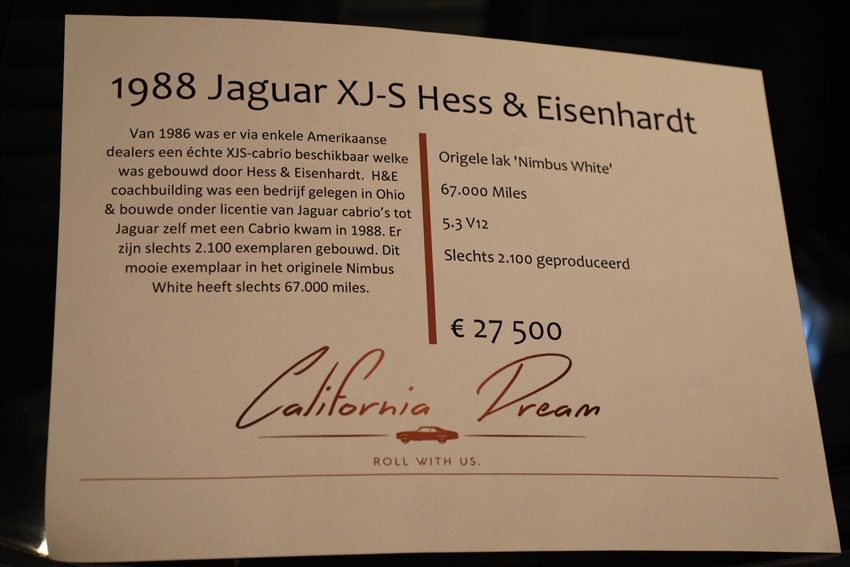 1988 Jaguar XJ-S Hess & Eisenhardt
Van 1986 was er via enkele Amerikaanse
dealers een échte XJS-cabrio beschikbaar welke
was gebouwd door Hess & Eisenhardt. H&E
coachbuilding was een bedrijf gelegen in Ohio
& bouwde onder licentie van Jaguar cabrio's tot
Jaguar zelf met een Cabrio kwam in 1988. Er
zijn slechts 2.100 exemplaren gebouwd. Dit
mooie exemplaar in het originele Nimbus
White heeft slechts 67.000 miles.
Origele lak 'Nimbus White'
67.000 Miles
5.3 V12
Slechts 2.100 geproduceerd
€ 27 500
California Dream
ROLL WITH US.